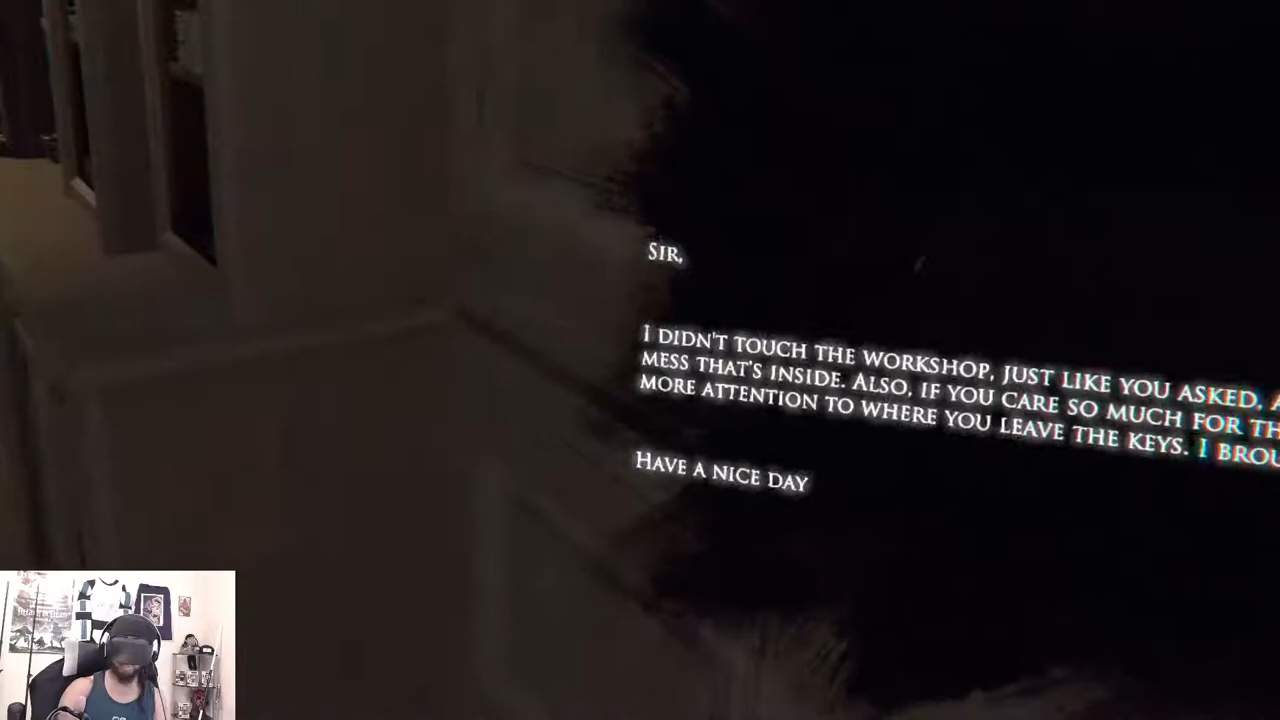 Sir,
I didn't touch the workshop, just like you asked.
mess that's inside. Also, if you care so much for
more attention to where you leave the keys. I
Have a nice day